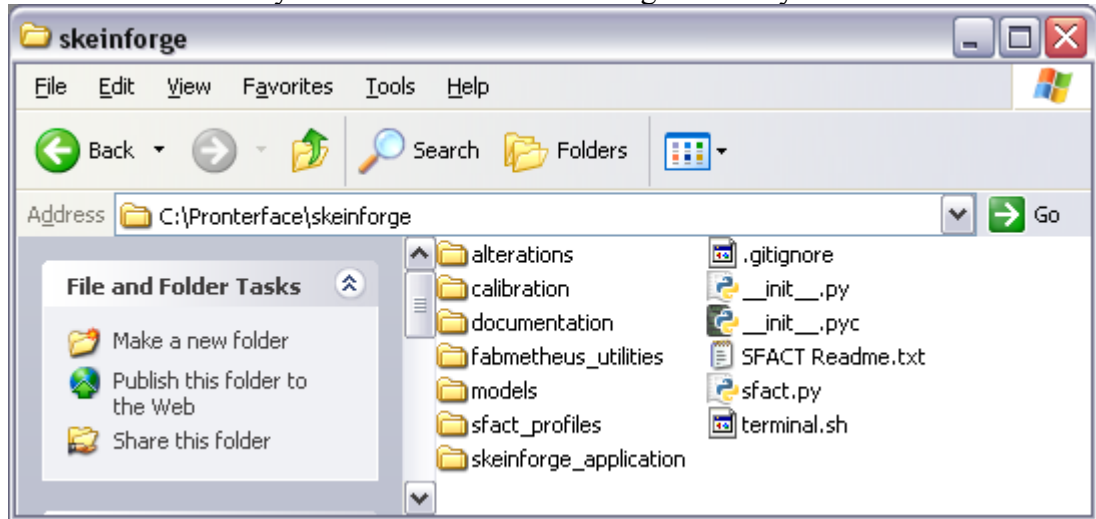 skeinforge
File Edit View Favorites Tools Help
Back Search Folders
Address C:\Pronterface\skeinforge Go
File and Folder Tasks
Make a new folder
Publish this folder to
the Web
Share this folder
alterations
calibration
documentation
fabmetheus_utilities
models
sfact_profiles
skeinforge_application
.gitignore
__init__.py
__init__.pyc
SFACT Readme.txt
sfact.py
terminal.sh